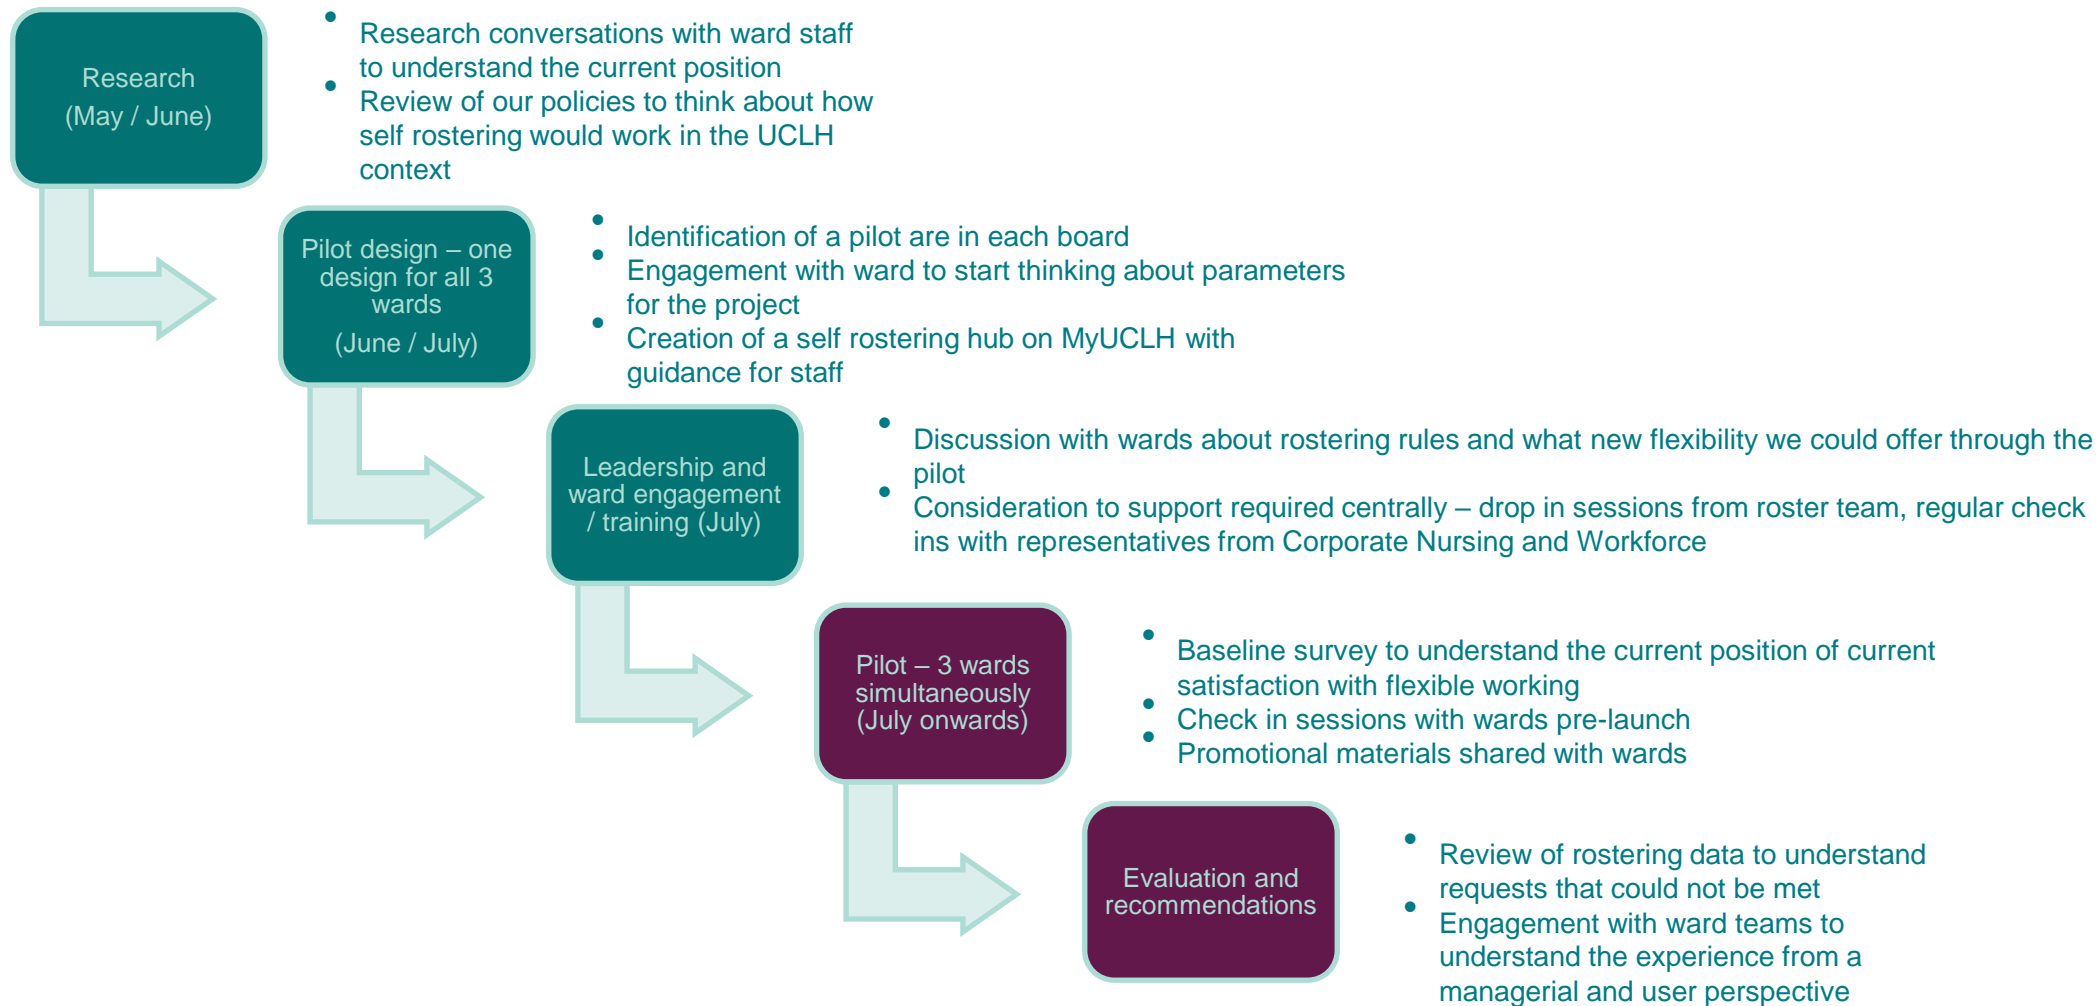 Research
(May / June)
• Research conversations with ward staff
to understand the current position
• Review of our policies to think about how
self rostering would work in the UCLH
context
Pilot design – one
design for all 3
wards
(June / July)
• Identification of a pilot are in each board
• Engagement with ward to start thinking about parameters
for the project
• Creation of a self rostering hub on MyUCLH with
guidance for staff
Leadership and
ward engagement
/ training (July)
• Discussion with wards about rostering rules and what new flexibility we could offer through the
pilot
• Consideration to support required centrally – drop in sessions from roster team, regular check
ins with representatives from Corporate Nursing and Workforce
Pilot – 3 wards
simultaneously
(July onwards)
• Baseline survey to understand the current position of current
satisfaction with flexible working
• Check in sessions with wards pre-launch
• Promotional materials shared with wards
Evaluation and
recommendations
• Review of rostering data to understand
requests that could not be met
• Engagement with ward teams to
understand the experience from a
managerial and user perspective